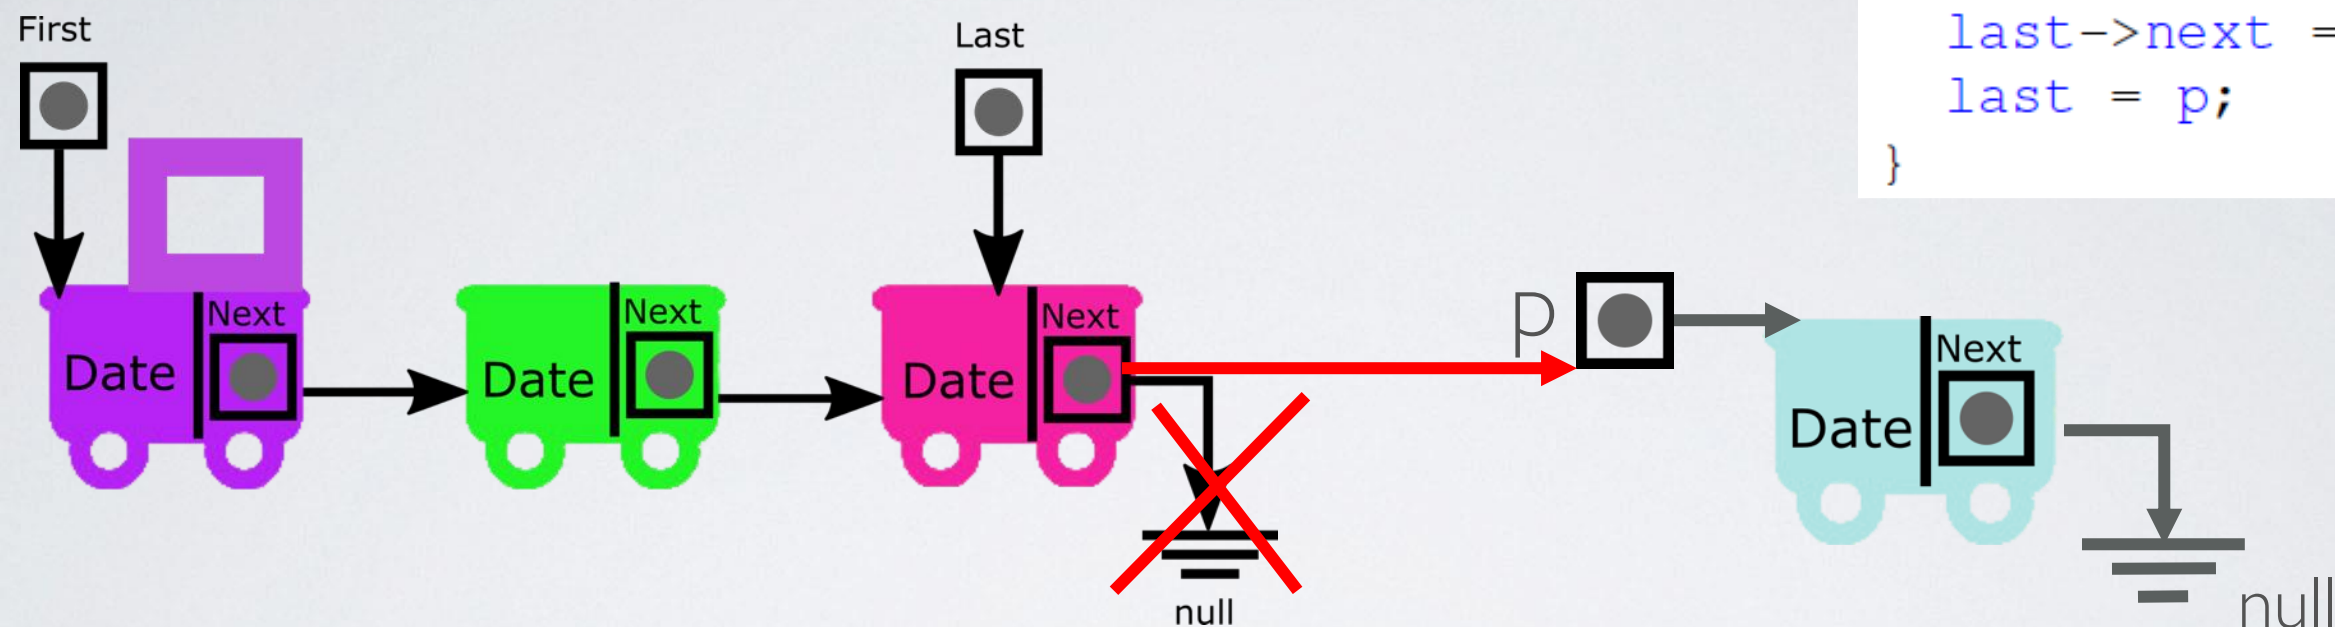 First
Last
last->next =
last = p;
}
Next
Date
Next
Date
Next
Date
p
Next
Date
null
null